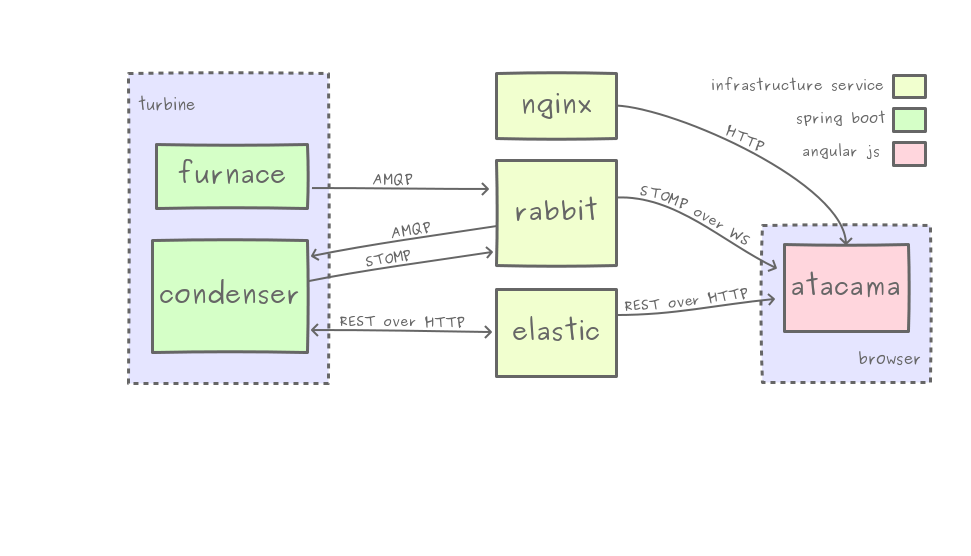 turbine
furnace
condenser
AMQP
AMQP
STOMP
REST over HTTP
nginx
rabbit
elastic
HTTP
STOMP over WS
REST over HTTP
infrastructure service
spring boot
angular js
atacama
browser